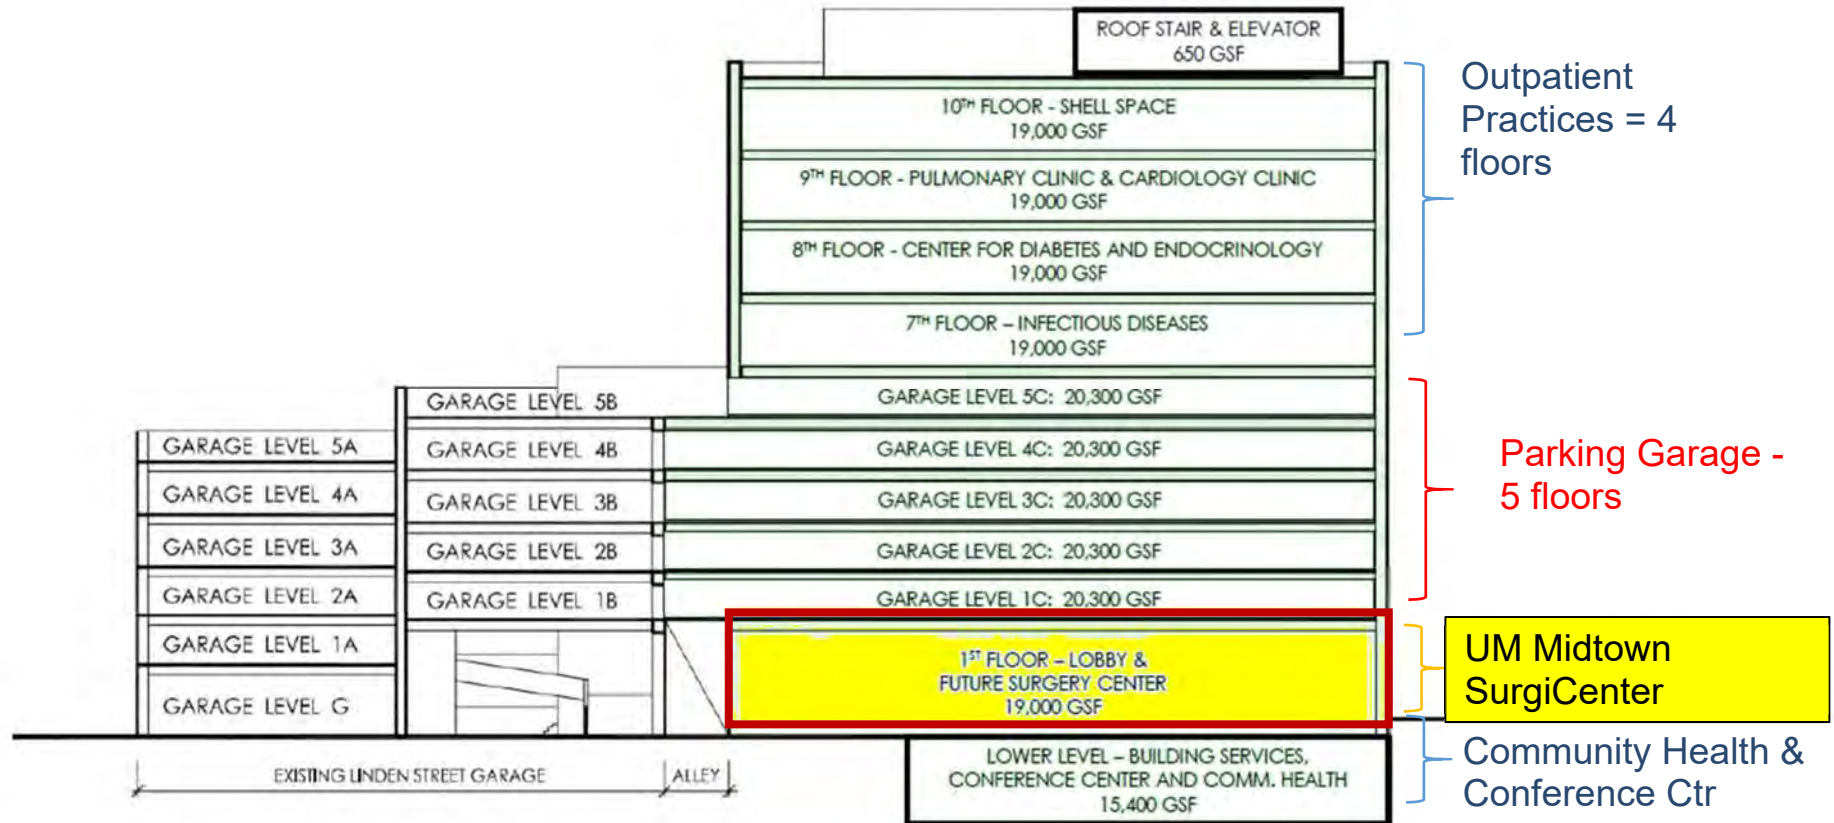 ROOF STAIR & ELEVATOR
650 GSF
Outpatient
Practices = 4
floors
10TH FLOOR - SHELL SPACE
19,000 GSF
9TH FLOOR - PULMONARY CLINIC & CARDIOLOGY CLINIC
19,000 GSF
8TH FLOOR - CENTER FOR DIABETES AND ENDOCRINOLOGY
19,000 GSF
7TH FLOOR – INFECTIOUS DISEASES
19,000 GSF
GARAGE LEVEL 5A
GARAGE LEVEL 4A
GARAGE LEVEL 3A
GARAGE LEVEL 2A
GARAGE LEVEL 1A
GARAGE LEVEL G
GARAGE LEVEL 5B
GARAGE LEVEL 4B
GARAGE LEVEL 3B
GARAGE LEVEL 2B
GARAGE LEVEL 1B
GARAGE LEVEL 5C: 20,300 GSF
GARAGE LEVEL 4C: 20,300 GSF
GARAGE LEVEL 3C: 20,300 GSF
GARAGE LEVEL 2C: 20,300 GSF
GARAGE LEVEL 1C: 20,300 GSF
Parking Garage -
5 floors
1ST FLOOR – LOBBY &
FUTURE SURGERY CENTER
19,000 GSF
UM Midtown
SurgiCenter
EXISTING LINDEN STREET GARAGE
ALLEY
LOWER LEVEL – BUILDING SERVICES,
CONFERENCE CENTER AND COMM. HEALTH
15,400 GSF
Community Health &
Conference Ctr